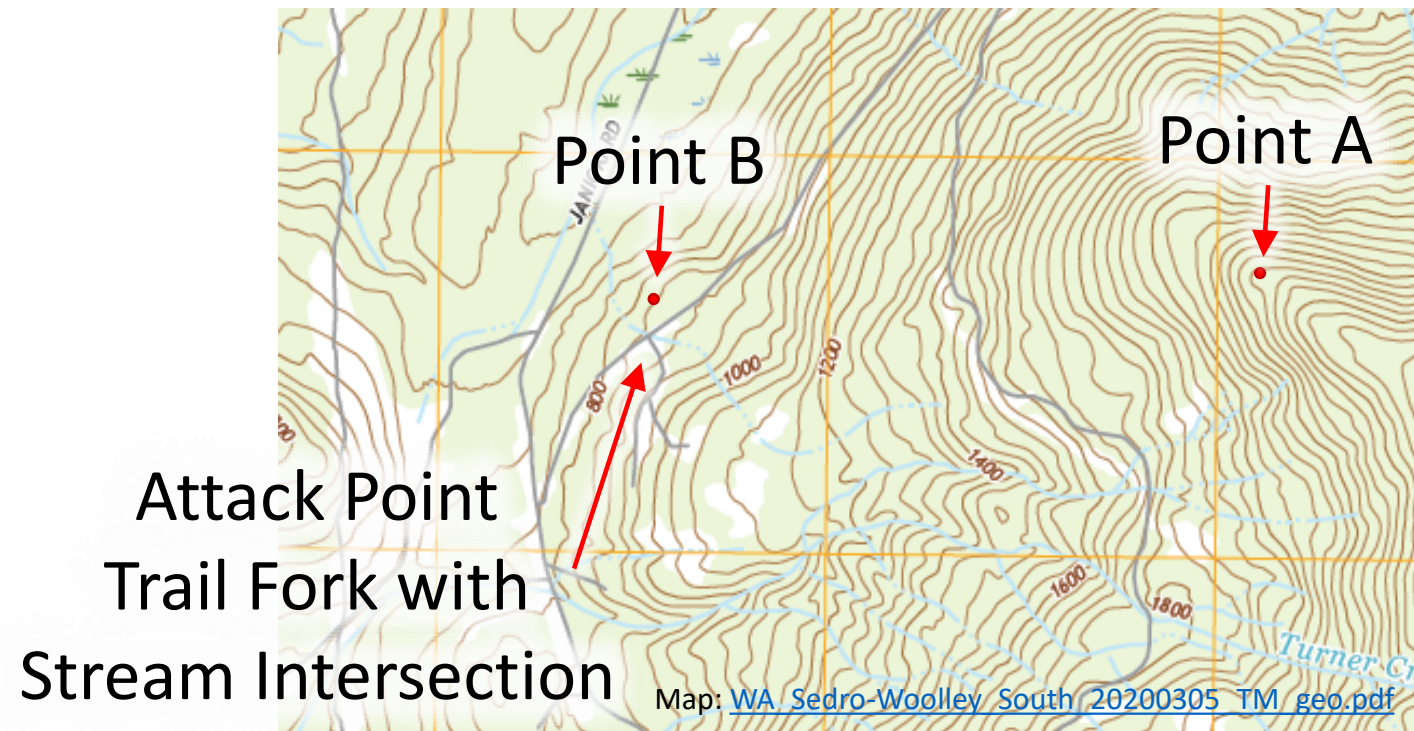 Point B
Point A
1000
1200
800
1400
1600
1800
Attack Point
Trail Fork with
Stream Intersection
Turner Cr
Map: WA_Sedro-Woolley_South_20200305_TM_geo.pdf